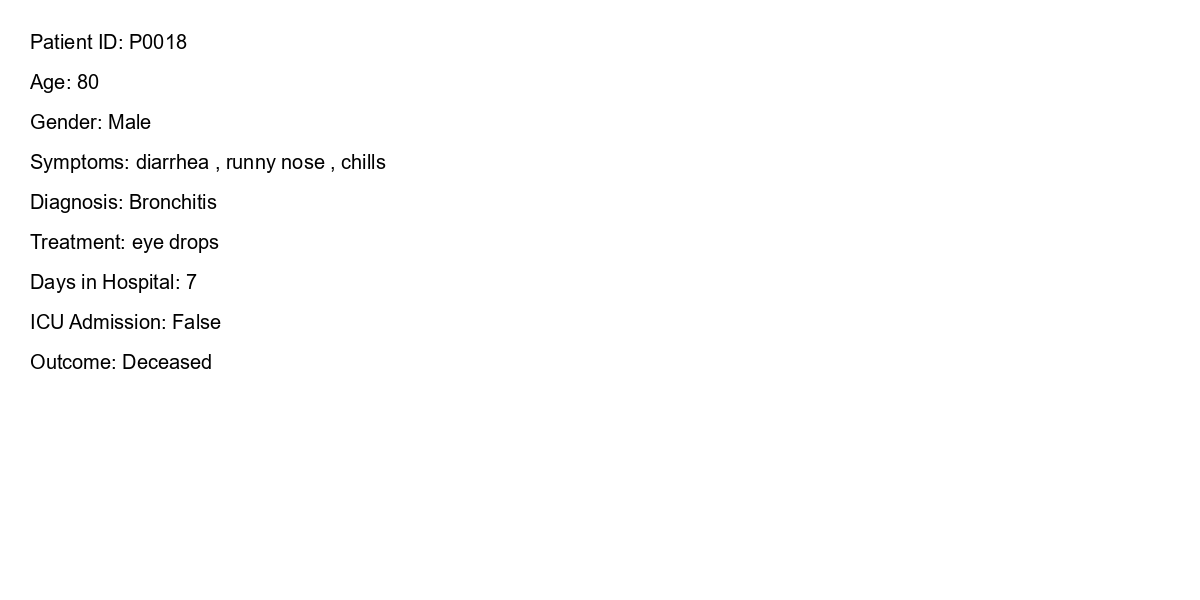 Patient ID: P0018
Age: 80
Gender: Male
Symptoms: diarrhea , runny nose , chills
Diagnosis: Bronchitis
Treatment: eye drops
Days in Hospital: 7
ICU Admission: False
Outcome: Deceased